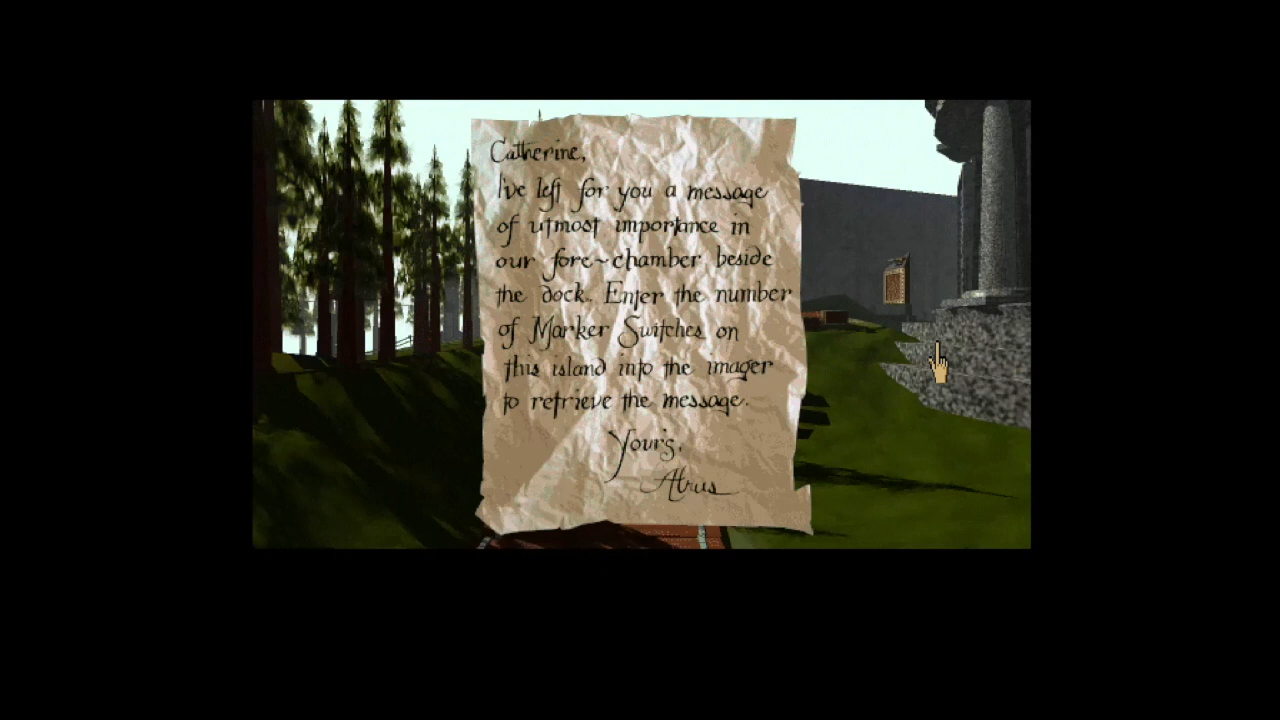 Catherine,
I've left for you a message
of utmost importance in
our fore~chamber beside
the dock. Enter the number
of Marker Switches on
this island into the imager
to retrieve the message.
Yours,
Atrus